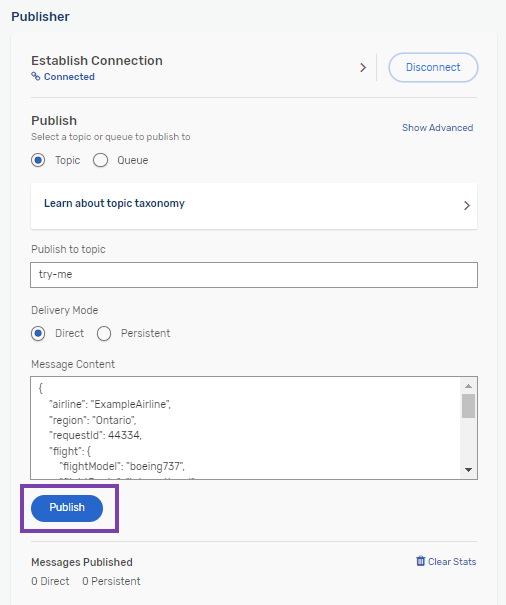 Publisher
Establish Connection
Connected
Disconnect
Publish
Select a topic or queue to publish to
Show Advanced
Topic Queue
Learn about topic taxonomy
Publish to topic
try-me
Delivery Mode
Direct Persistent
Message Content
{
"airline": "ExampleAirline",
"region": "Ontario",
"requestId": 44334,
"flight": {
"flightModel": "boeing737",
Publish
Messages Published
Clear Stats
0 Direct 0 Persistent